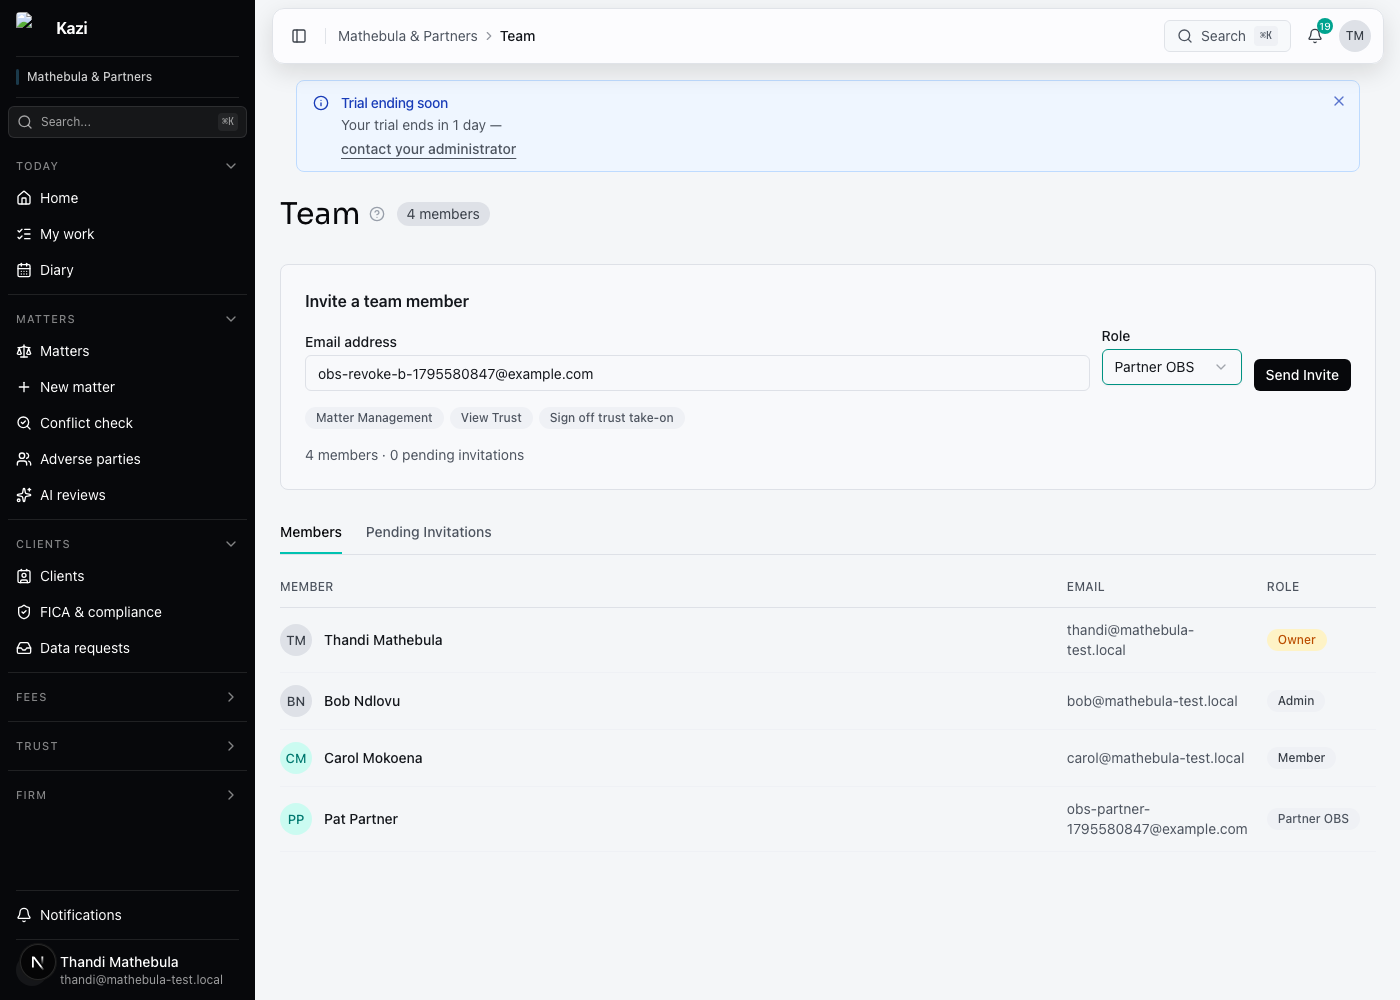 Kazi
Mathebula & Partners
Search...
⌘K
TODAY
Home
My work
Diary
MATTERS
Matters
New matter
Conflict check
Adverse parties
AI reviews
CLIENTS
Clients
FICA & compliance
Data requests
FEES
TRUST
FIRM
Notifications
N
Thandi Mathebula
thandi@mathebula-test.local
Mathebula & Partners > Team
Search ⌘K
19
TM
Trial ending soon
Your trial ends in 1 day —
contact your administrator
Team
4 members
Invite a team member
Email address
Role
obs-revoke-b-1795580847@example.com
Partner OBS
Send Invite
Matter Management
View Trust
Sign off trust take-on
4 members · 0 pending invitations
Members
Pending Invitations
MEMBER EMAIL ROLE
TM Thandi Mathebula thandi@mathebula-
test.local
Owner
BN Bob Ndlovu bob@mathebula-test.local Admin
CM Carol Mokoena carol@mathebula-test.local Member
PP Pat Partner obs-partner-
1795580847@example.com
Partner OBS